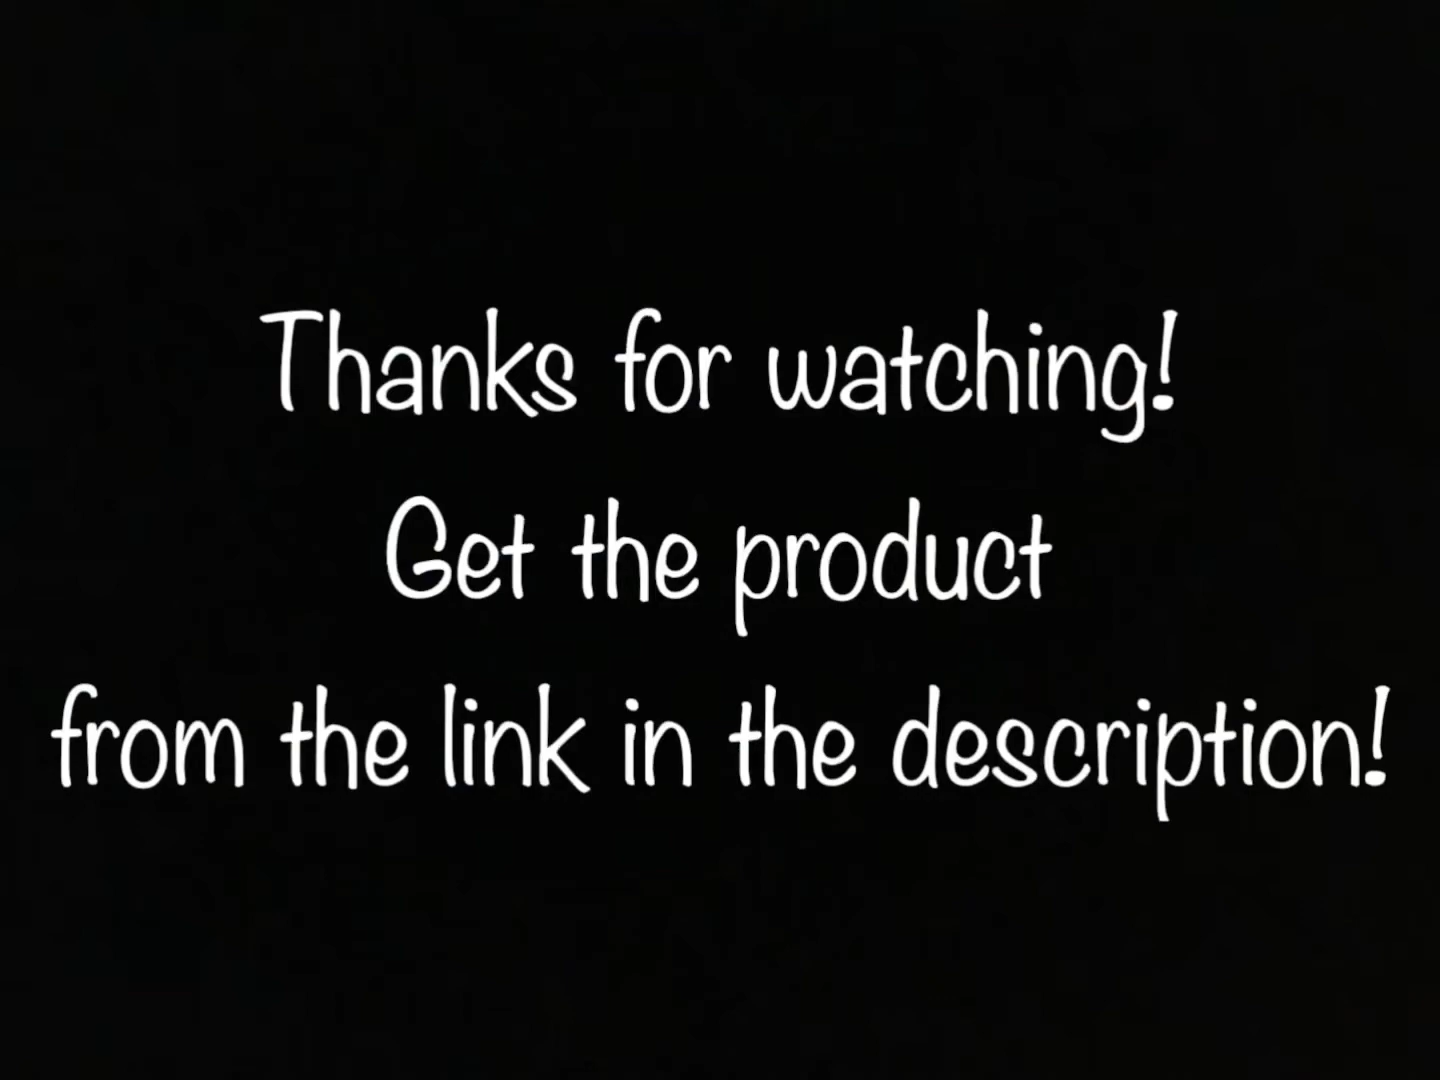 Thanks for watching!
Get the product
from the link in the description!